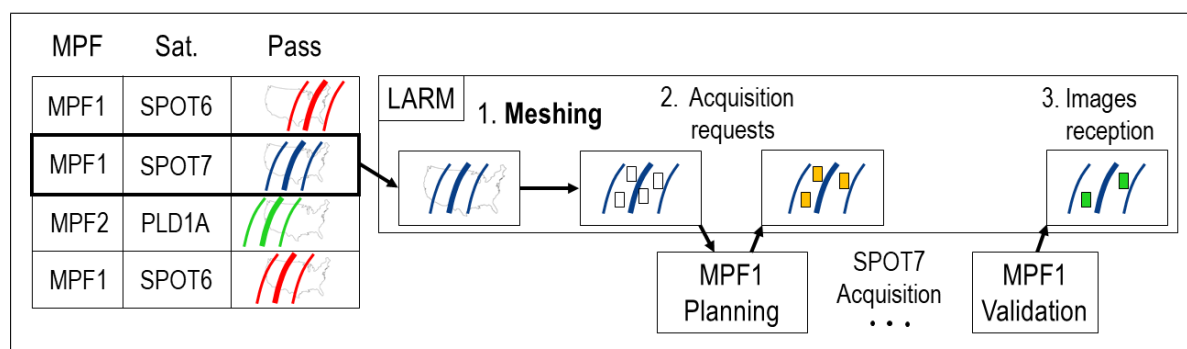 MPF Sat. Pass
MPF1 SPOT6
MPF1 SPOT7
MPF2 PLD1A
MPF1 SPOT6
LARM
1. Meshing
2. Acquisition
requests
3. Images
reception
MPF1
Planning
SPOT7
Acquisition
. . .
MPF1
Validation